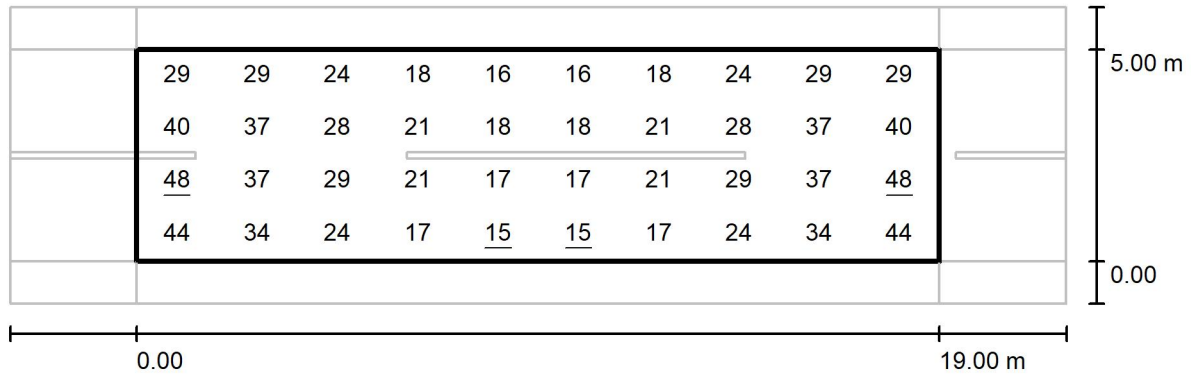 29 29 24 18 16 16 18 24 29 29
5.00 m
40 37 28 21 18 18 21 28 37 40
48 37 29 21 17 17 21 29 37 48
44 34 24 17 15 15 17 24 34 44
0.00
0.00 19.00 m